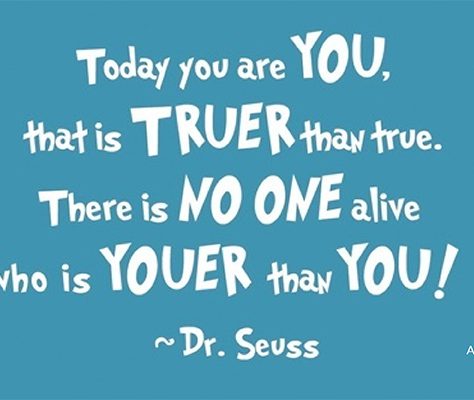 Today you are YOU,
that is TRUER than true.
There is NO ONE alive
who is YOUER than YOU!
~Dr. Seuss